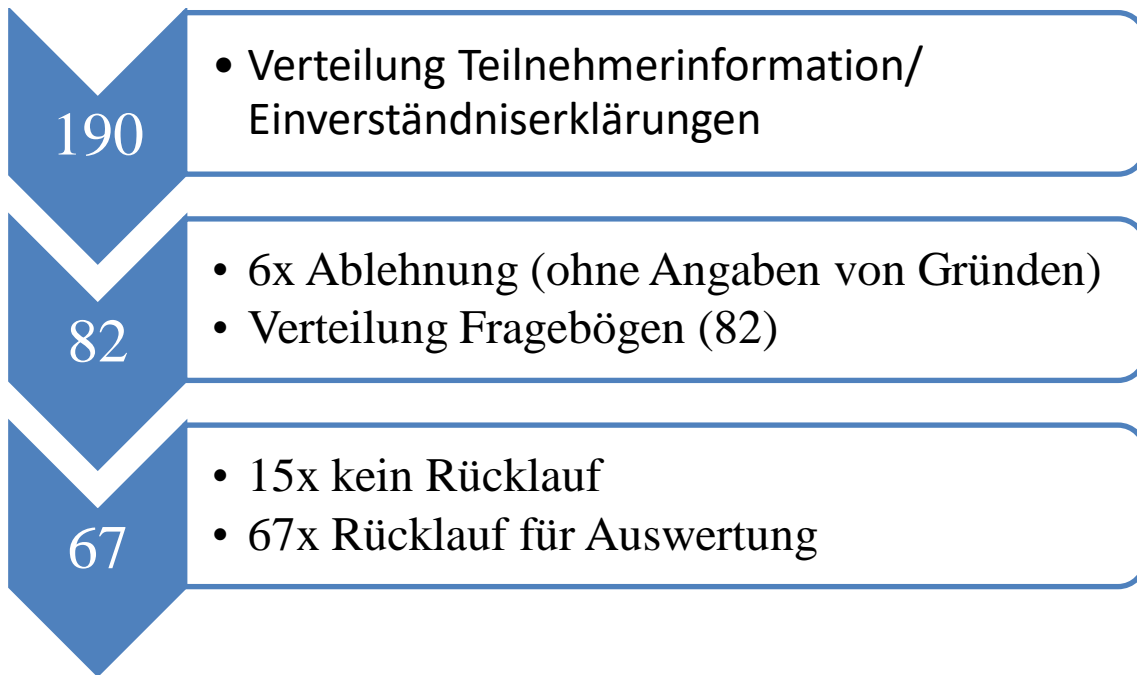 190
• Verteilung Teilnehmerinformation/
Einverständniserklärungen
82
• 6x Ablehnung (ohne Angaben von Gründen)
• Verteilung Fragebögen (82)
67
• 15x kein Rücklauf
• 67x Rücklauf für Auswertung